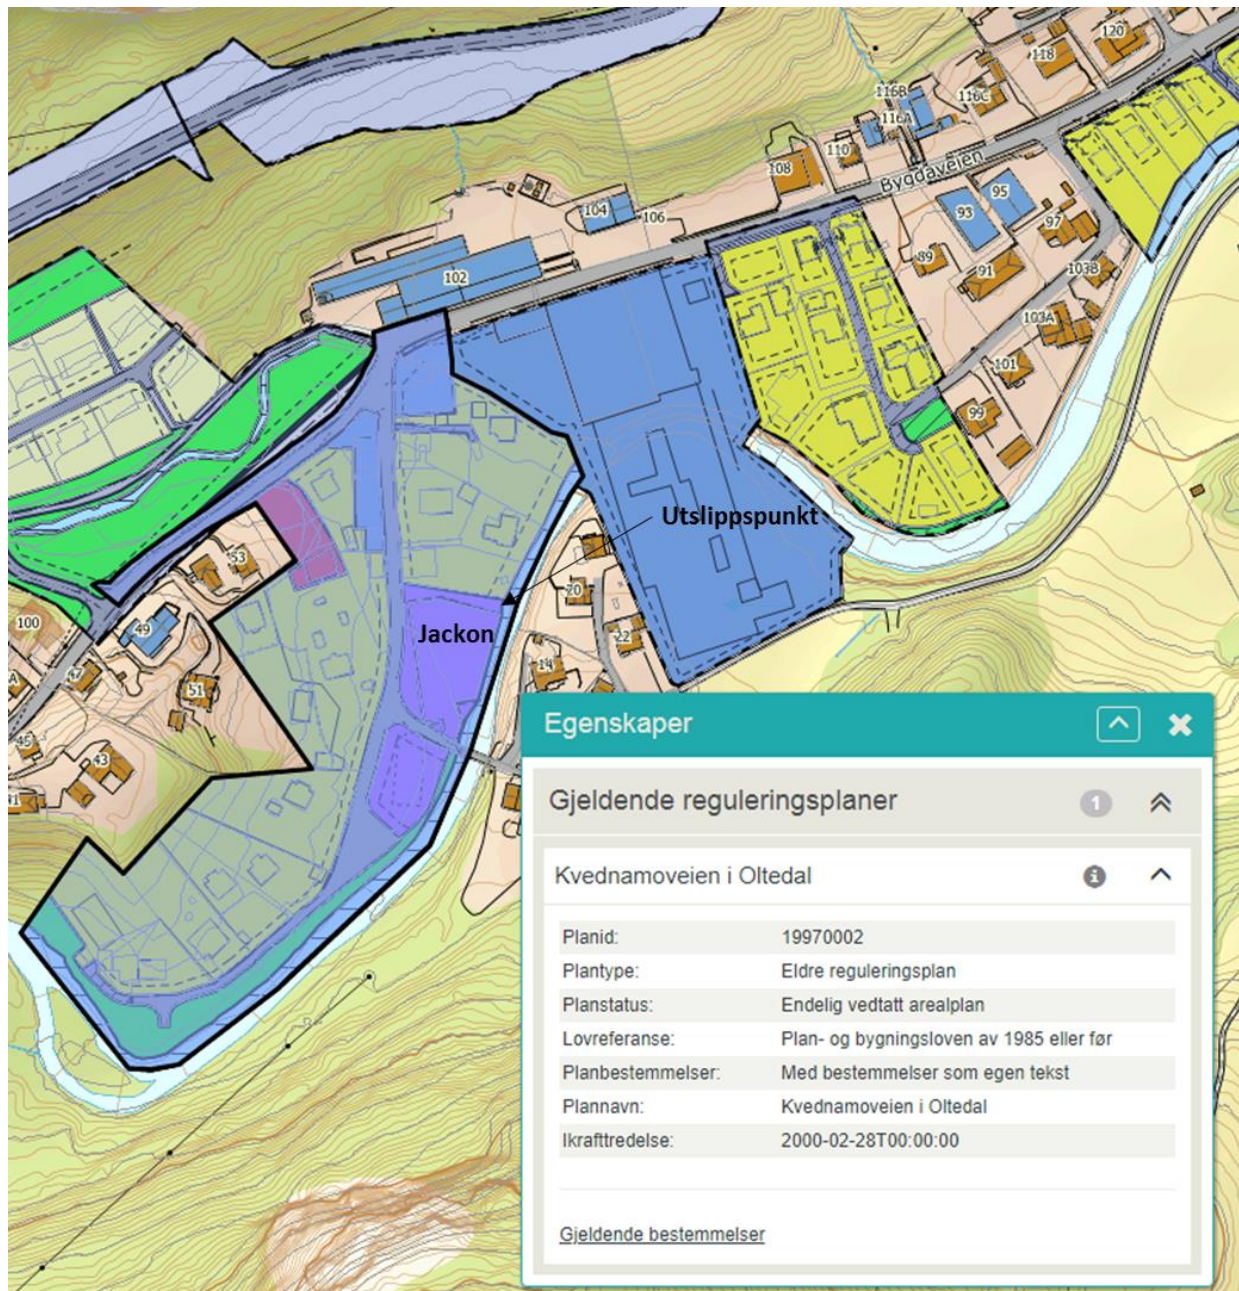 120
118
116B
116C
116A
110
108
Bygdaveien
104
106
95
93
97
89
91
103B
102
103A
101
99
Utslippspunkt
53
20
100
49
Jackon
22
14
47
51
45
43
Egenskaper
Gjeldende reguleringsplaner 1
Kvednamoveien i Oltedal
Planid: 19970002
Plantype: Eldre reguleringsplan
Planstatus: Endelig vedtatt arealplan
Lovreferanse: Plan- og bygningsloven av 1985 eller før
Planbestemmelser: Med bestemmelser som egen tekst
Plannavn: Kvednamoveien i Oltedal
Ikrafttredelse: 2000-02-28T00:00:00
Gjeldende bestemmelser